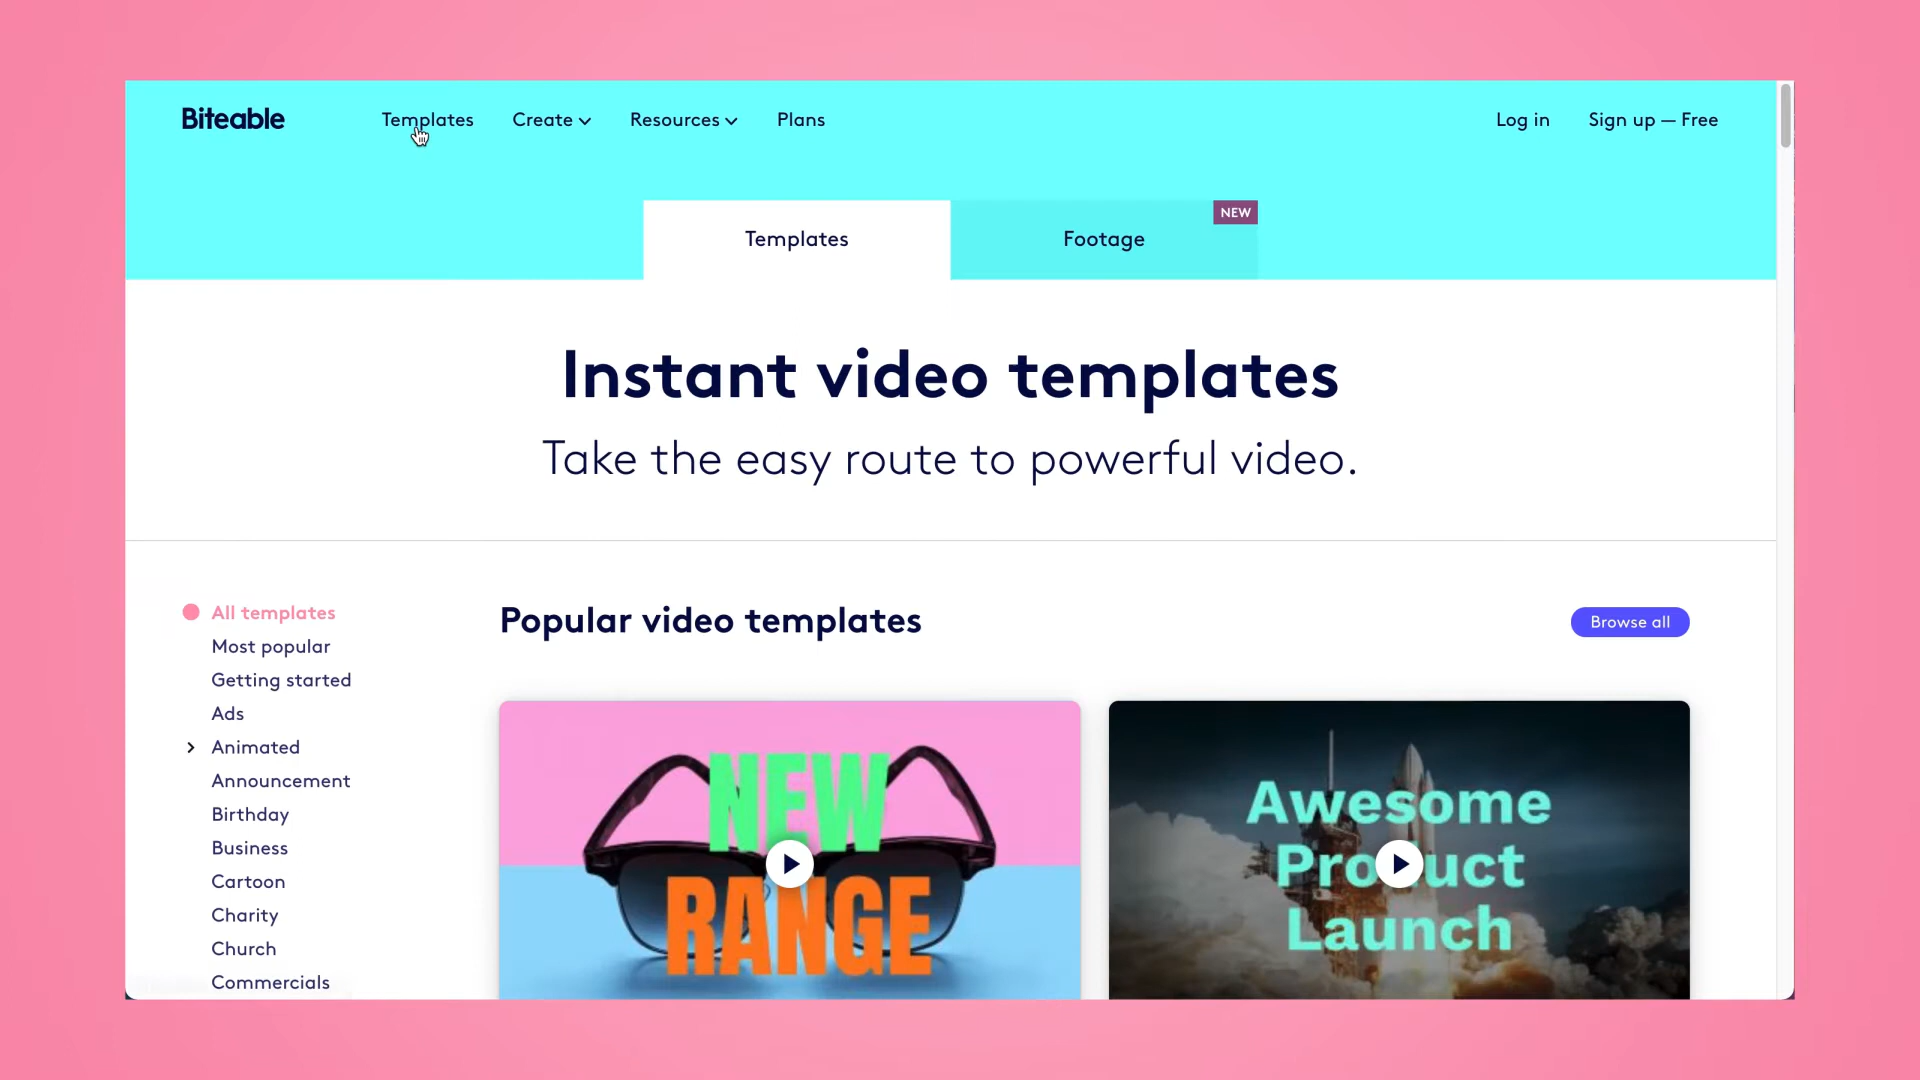 Biteable
Templates
Create
Resources
Plans
Log in
Sign up — Free
Templates
Footage
NEW
Instant video templates
Take the easy route to powerful video.
All templates
Most popular
Getting started
Ads
Animated
Announcement
Birthday
Business
Cartoon
Charity
Church
Commercials
Popular video templates
Browse all
NEW
RANGE
Awesome
Product
Launch